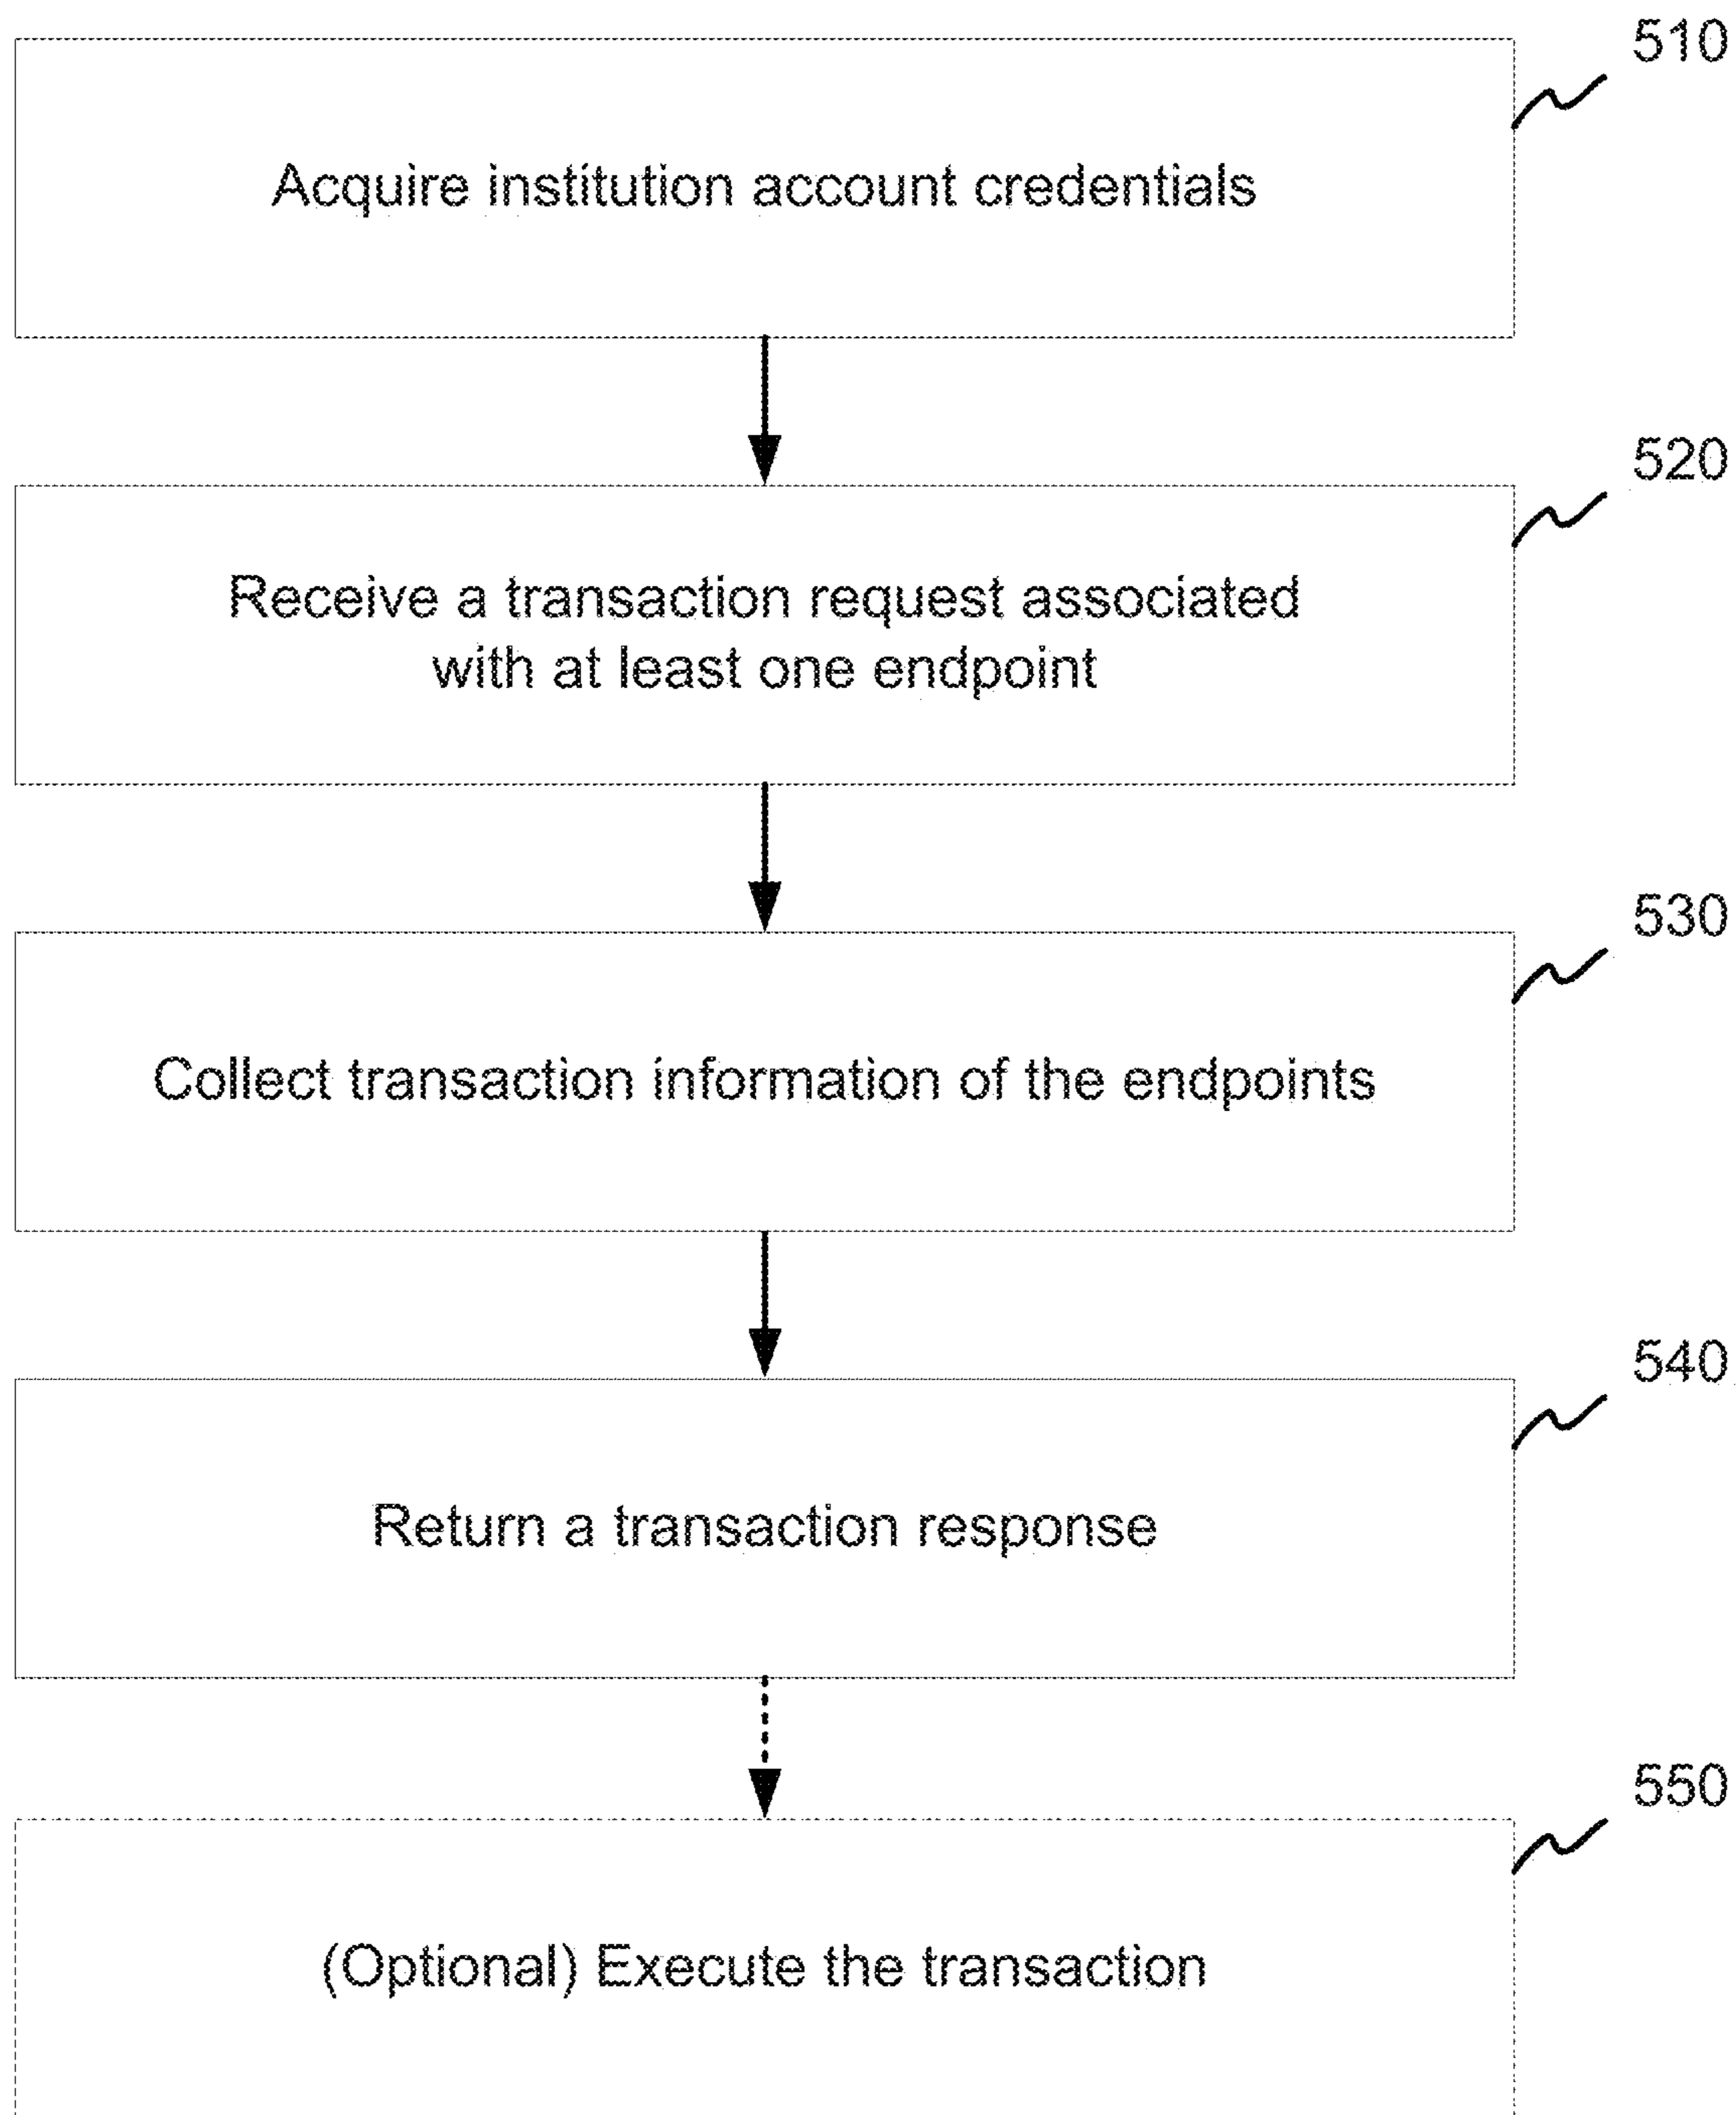 510
Acquire institution account credentials
520
Receive a transaction request associated
with at least one endpoint
530
Collect transaction information of the endpoints
540
Return a transaction response
550
(Optional) Execute the transaction